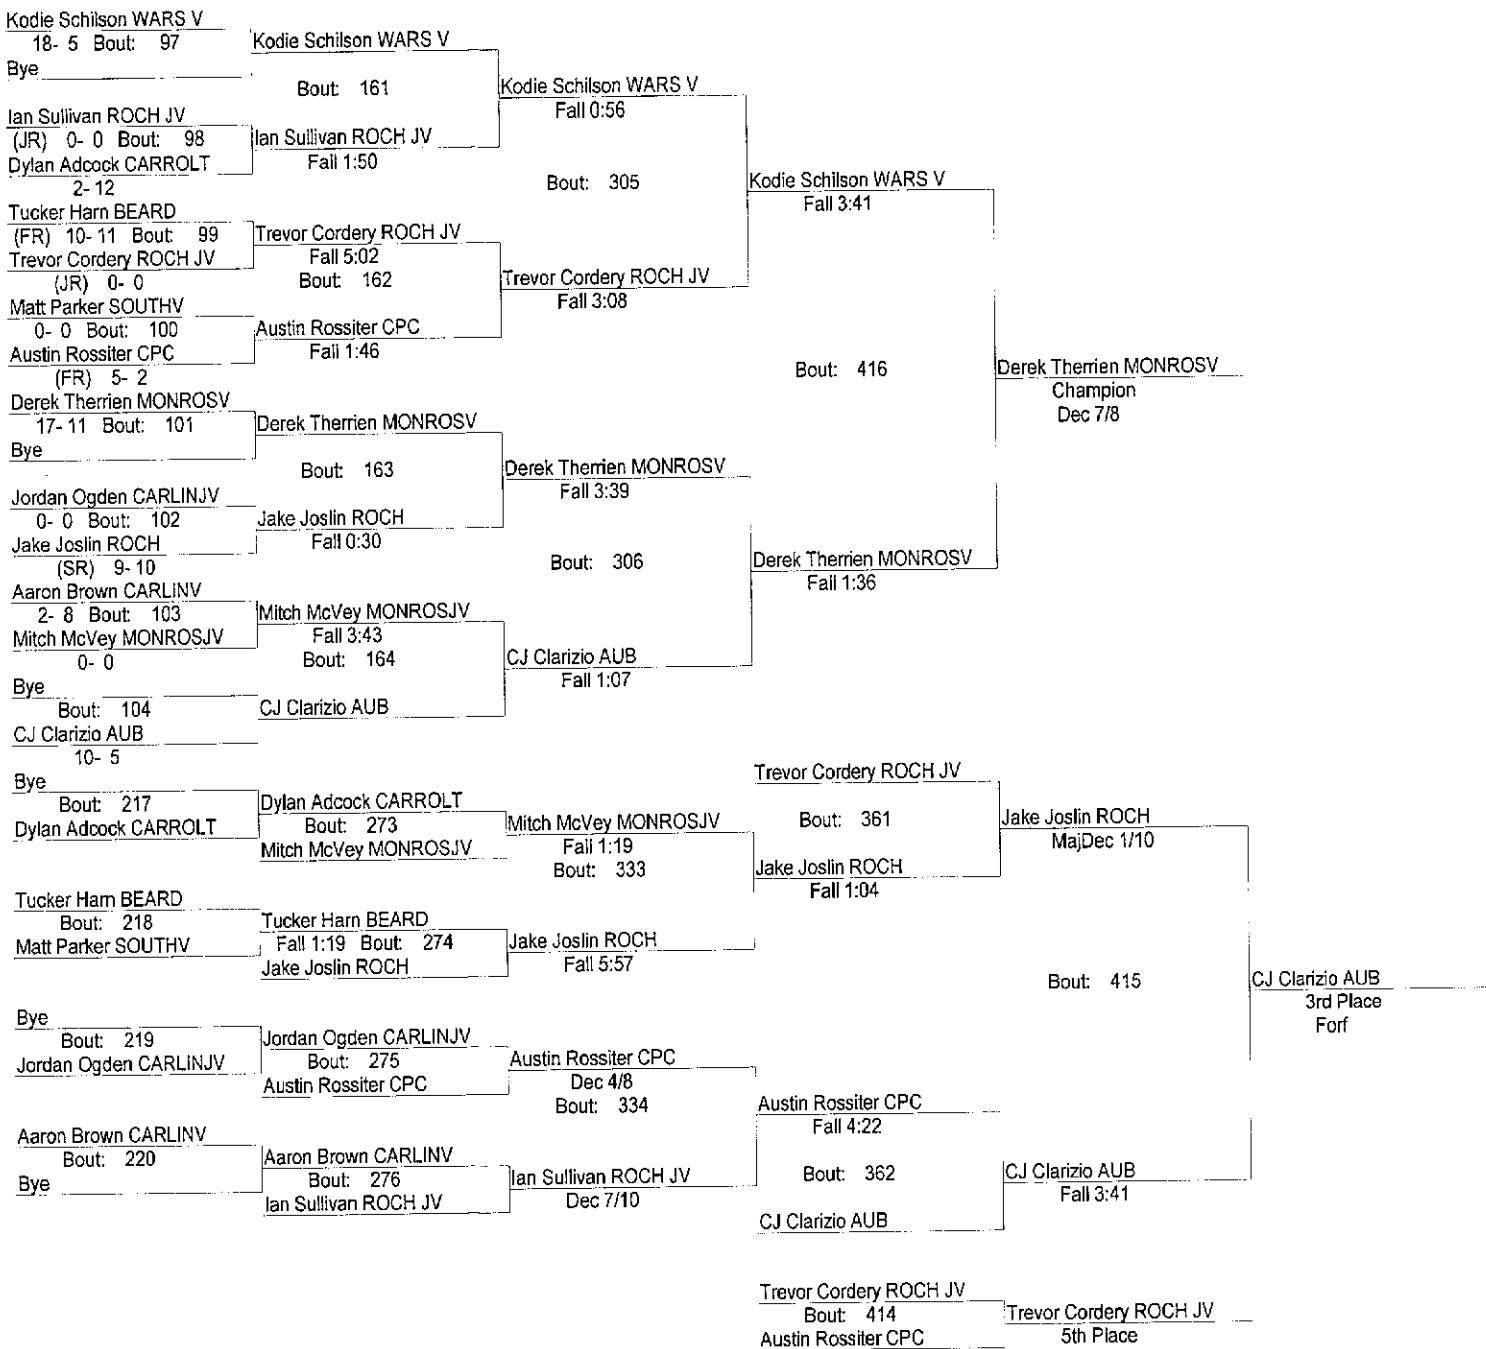 Kodie Schilson WARS V
18- 5 Bout: 97
Bye
Ian Sullivan ROCH JV
(JR) 0- 0 Bout: 98
Dylan Adcock CARROLT
2- 12
Tucker Harn BEARD
(FR) 10- 11 Bout: 99
Trevor Cordery ROCH JV
(JR) 0- 0
Matt Parker SOUTHV
0- 0 Bout: 100
Austin Rossiter CPC
(FR) 5- 2
Derek Therrien MONROSV
17- 11 Bout: 101
Bye
Jordan Ogden CARLINJV
0- 0 Bout: 102
Jake Joslin ROCH
(SR) 9- 10
Aaron Brown CARLINV
2- 8 Bout: 103
Mitch McVey MONROSJV
0- 0
Bye
Bout: 104
CJ Clarizio AUB
10- 5
Kodie Schilson WARS V
Bout: 161
Ian Sullivan ROCH JV
Fall 1:50
Trevor Cordery ROCH JV
Fall 5:02
Bout: 162
Austin Rossiter CPC
Fall 1:46
Derek Therrien MONROSV
Bout: 163
Jake Joslin ROCH
Fall 0:30
Mitch McVey MONROSJV
Fall 3:43
Bout: 164
CJ Clarizio AUB
Kodie Schilson WARS V
Fall 0:56
Bout: 305
Trevor Cordery ROCH JV
Fall 3:08
Derek Therrien MONROSV
Fall 3:39
Bout: 306
CJ Clarizio AUB
Fall 1:07
Kodie Schilson WARS V
Fall 3:41
Bout: 416
Derek Therrien MONROSV
Fall 1:36
Derek Therrien MONROSV
Champion
Dec 7/8
Bye
Bout: 217
Dylan Adcock CARROLT
Tucker Harn BEARD
Bout: 218
Matt Parker SOUTHV
Bye
Bout: 219
Jordan Ogden CARLINJV
Aaron Brown CARLINV
Bout: 220
Bye
Dylan Adcock CARROLT
Bout: 273
Mitch McVey MONROSJV
Tucker Harn BEARD
Fall 1:19 Bout: 274
Jake Joslin ROCH
Jordan Ogden CARLINJV
Bout: 275
Austin Rossiter CPC
Aaron Brown CARLINV
Bout: 276
Ian Sullivan ROCH JV
Mitch McVey MONROSJV
Fall 1:19
Bout: 333
Jake Joslin ROCH
Fall 5:57
Austin Rossiter CPC
Dec 4/8
Bout: 334
Ian Sullivan ROCH JV
Dec 7/10
Trevor Cordery ROCH JV
Bout: 361
Jake Joslin ROCH
Fall 1:04
Austin Rossiter CPC
Fall 4:22
Bout: 362
CJ Clarizio AUB
Jake Joslin ROCH
MajDec 1/10
Bout: 415
CJ Clarizio AUB
Fall 3:41
CJ Clarizio AUB
3rd Place
Forf
Trevor Cordery ROCH JV
Bout: 414
Austin Rossiter CPC
Trevor Cordery ROCH JV
5th Place